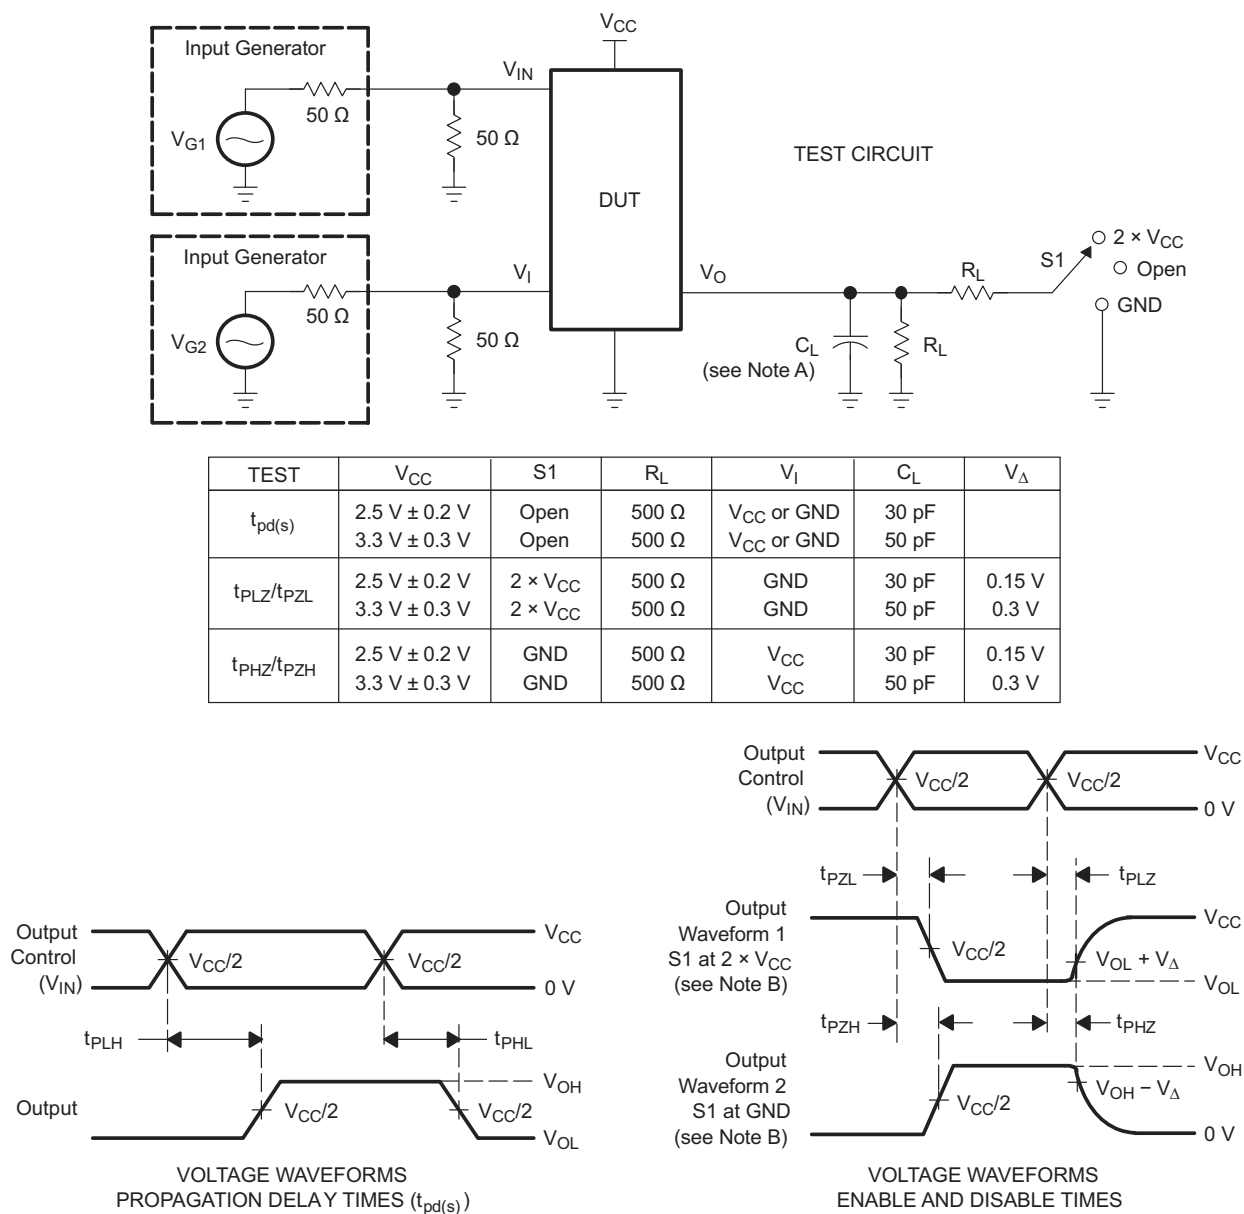 V_CC
Input Generator
V_IN
50 Ω
V_G1
50 Ω
TEST CIRCUIT
DUT
Input Generator
V_I
50 Ω
V_G2
50 Ω
V_O
R_L
S1
2 × V_CC
Open
GND
C_L
(see Note A)
R_L
TEST V_CC S1 R_L V_I C_L V_Δ
t_pd(s) 2.5 V ± 0.2 V Open 500 Ω V_CC or GND 30 pF
3.3 V ± 0.3 V Open 500 Ω V_CC or GND 50 pF
t_PLZ/t_PZL 2.5 V ± 0.2 V 2 × V_CC 500 Ω GND 30 pF 0.15 V
3.3 V ± 0.3 V 2 × V_CC 500 Ω GND 50 pF 0.3 V
t_PHZ/t_PZH 2.5 V ± 0.2 V GND 500 Ω V_CC 30 pF 0.15 V
3.3 V ± 0.3 V GND 500 Ω V_CC 50 pF 0.3 V
Output
Control
(V_IN)
V_CC
V_CC/2
V_CC/2
0 V
t_PLH
t_PHL
Output
V_OH
V_CC/2
V_CC/2
V_OL
VOLTAGE WAVEFORMS
PROPAGATION DELAY TIMES (t_pd(s))
Output
Control
(V_IN)
V_CC
V_CC/2
V_CC/2
0 V
t_PZL
t_PLZ
Output
Waveform 1
S1 at 2 × V_CC
(see Note B)
V_CC
V_CC/2
V_OL + V_Δ
V_OL
t_PZH
t_PHZ
Output
Waveform 2
S1 at GND
(see Note B)
V_OH
V_CC/2
V_OH − V_Δ
0 V
VOLTAGE WAVEFORMS
ENABLE AND DISABLE TIMES